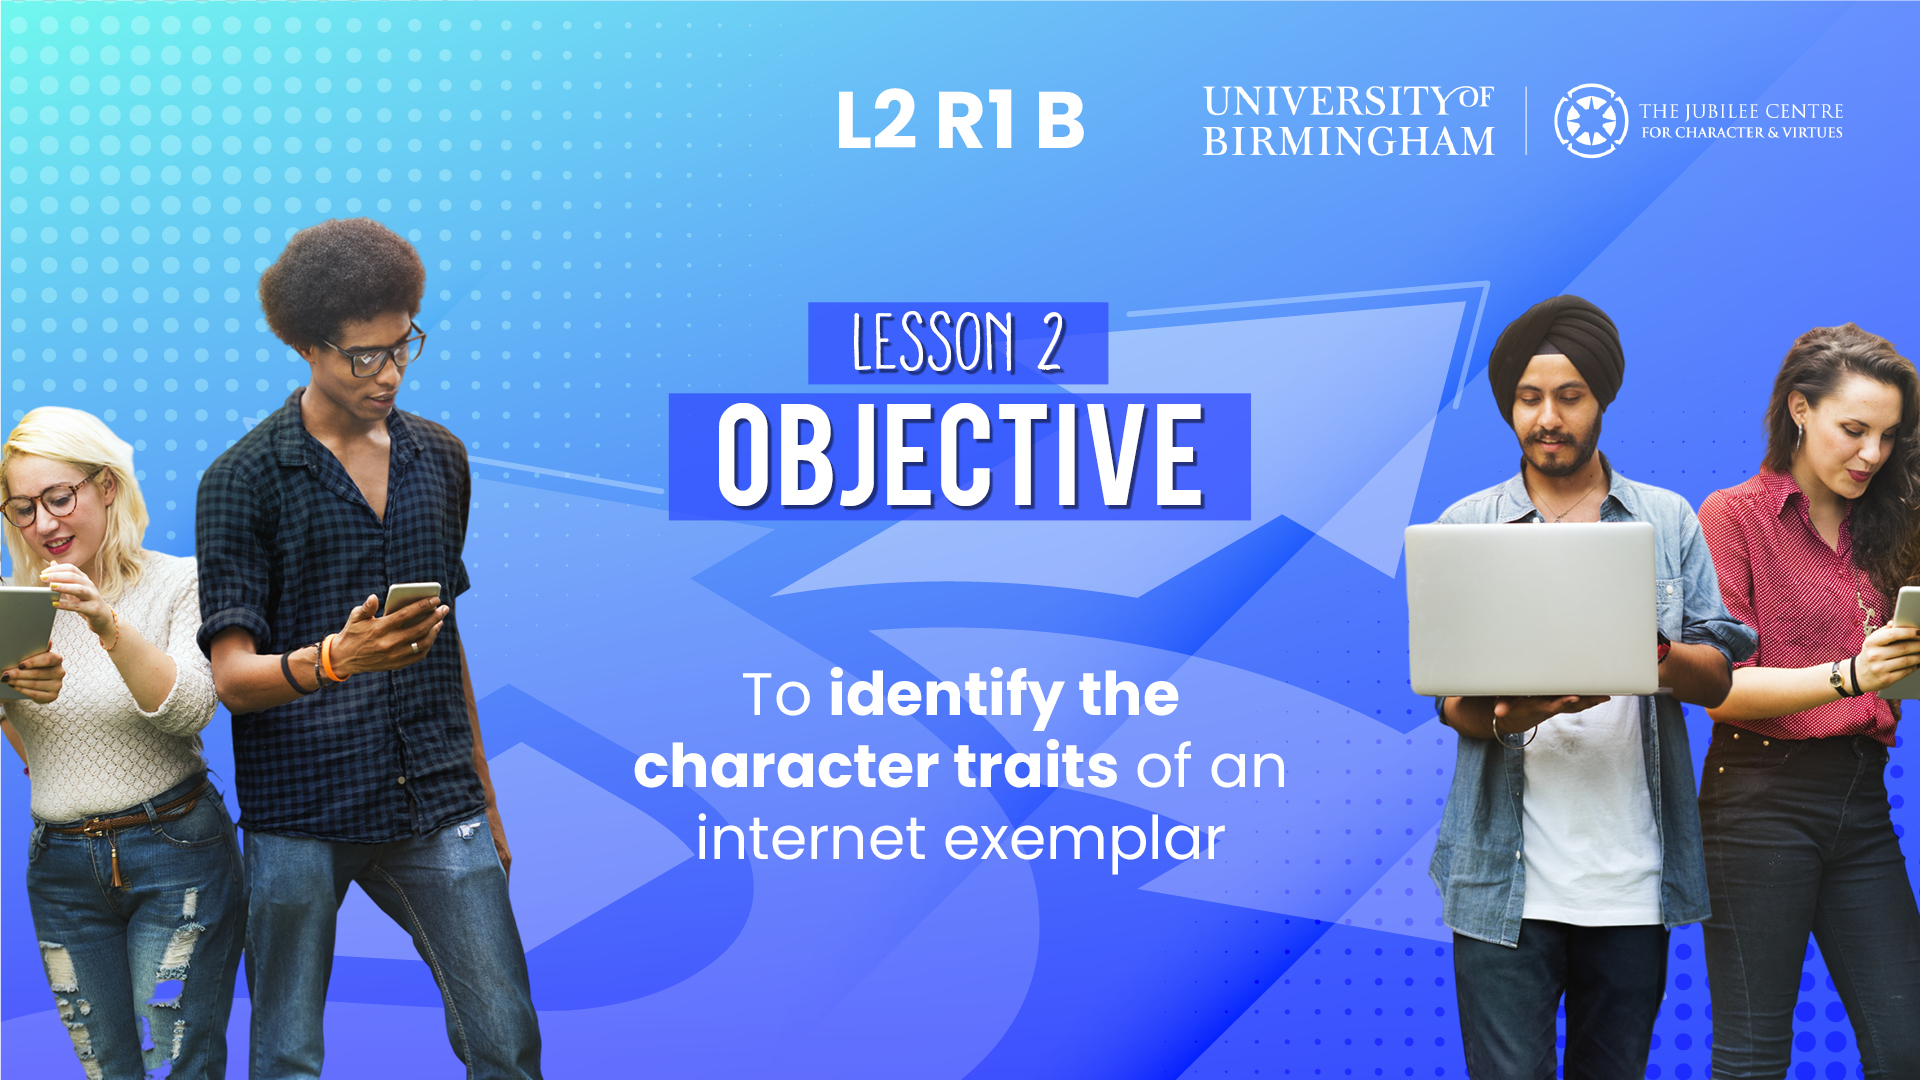 L2 R1 B
UNIVERSITY OF
BIRMINGHAM
THE JUBILEE CENTRE
FOR CHARACTER & VIRTUES
LESSON 2
OBJECTIVE
To identify the
character traits of an
internet exemplar